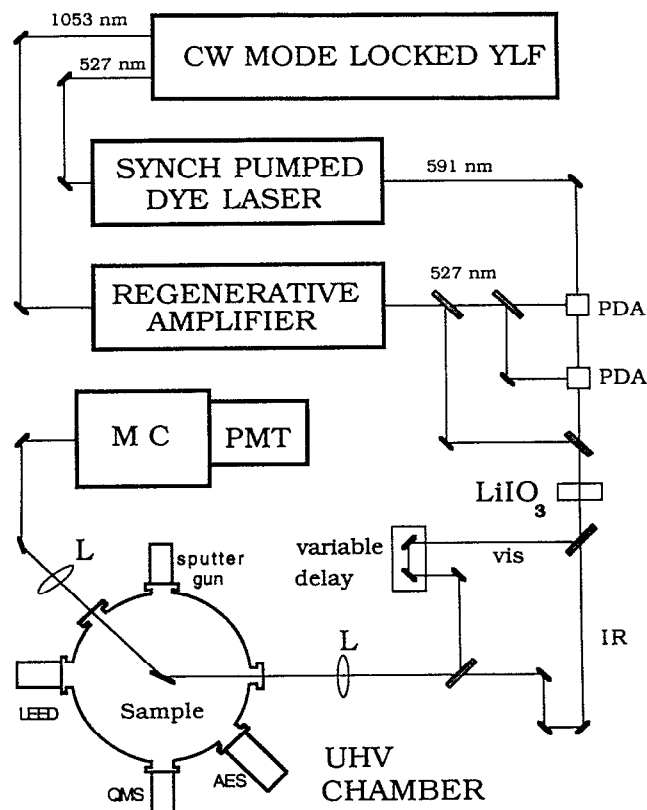 1053 nm
CW MODE LOCKED YLF
527 nm
SYNCH PUMPED
DYE LASER
591 nm
527 nm
REGENERATIVE
AMPLIFIER
PDA
PDA
M C
PMT
LiIO3
L
sputter
gun
variable
delay
vis
IR
L
LEED
Sample
QMS
AES
UHV
CHAMBER